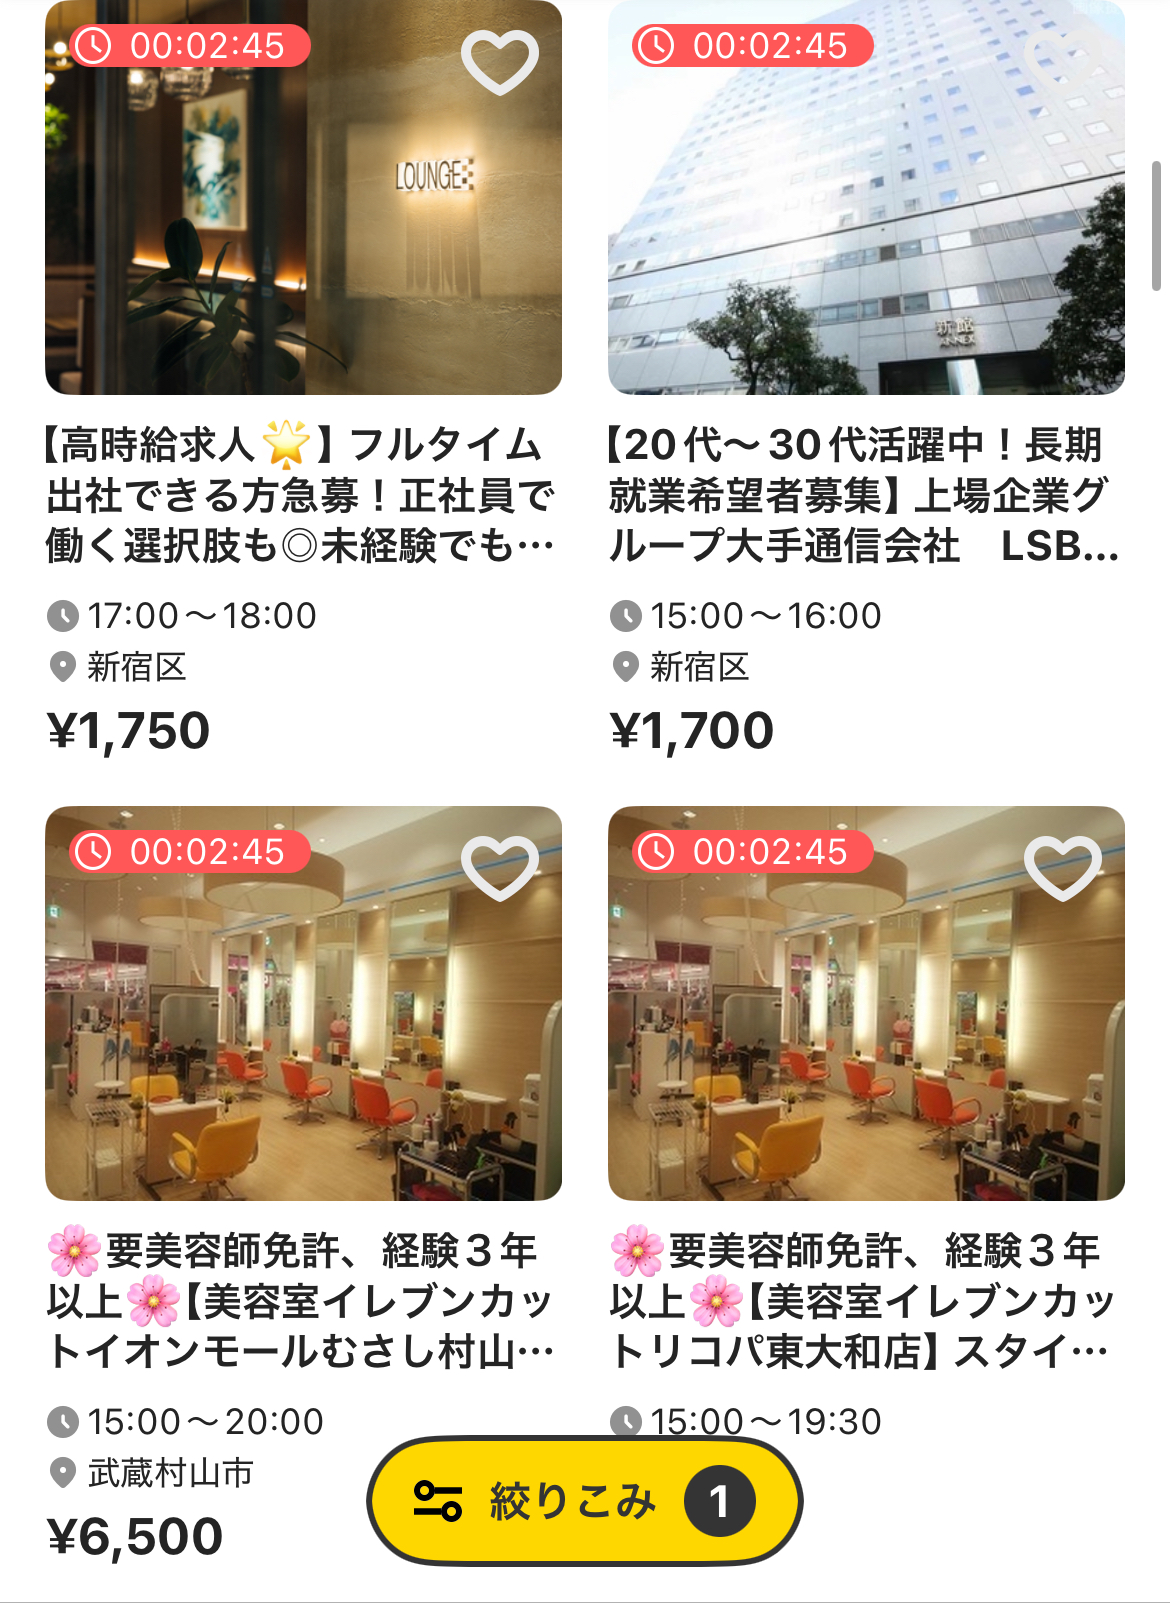 00:02:45
LOUNGE
【高時給求人🌟】フルタイム
出社できる方急募！正社員で
働く選択肢も◎未経験でも…
17:00〜18:00
新宿区
¥1,750
00:02:45
新館
ANNEX
【20代〜30代活躍中！長期
就業希望者募集】上場企業グ
ループ大手通信会社　LSB...
15:00〜16:00
新宿区
¥1,700
00:02:45
🌸要美容師免許、経験３年
以上🌸【美容室イレブンカッ
トイオンモールむさし村山…
15:00〜20:00
武蔵村山市
¥6,500
00:02:45
🌸要美容師免許、経験３年
以上🌸【美容室イレブンカッ
トリコパ東大和店】スタイ…
15:00〜19:30
絞りこみ 1